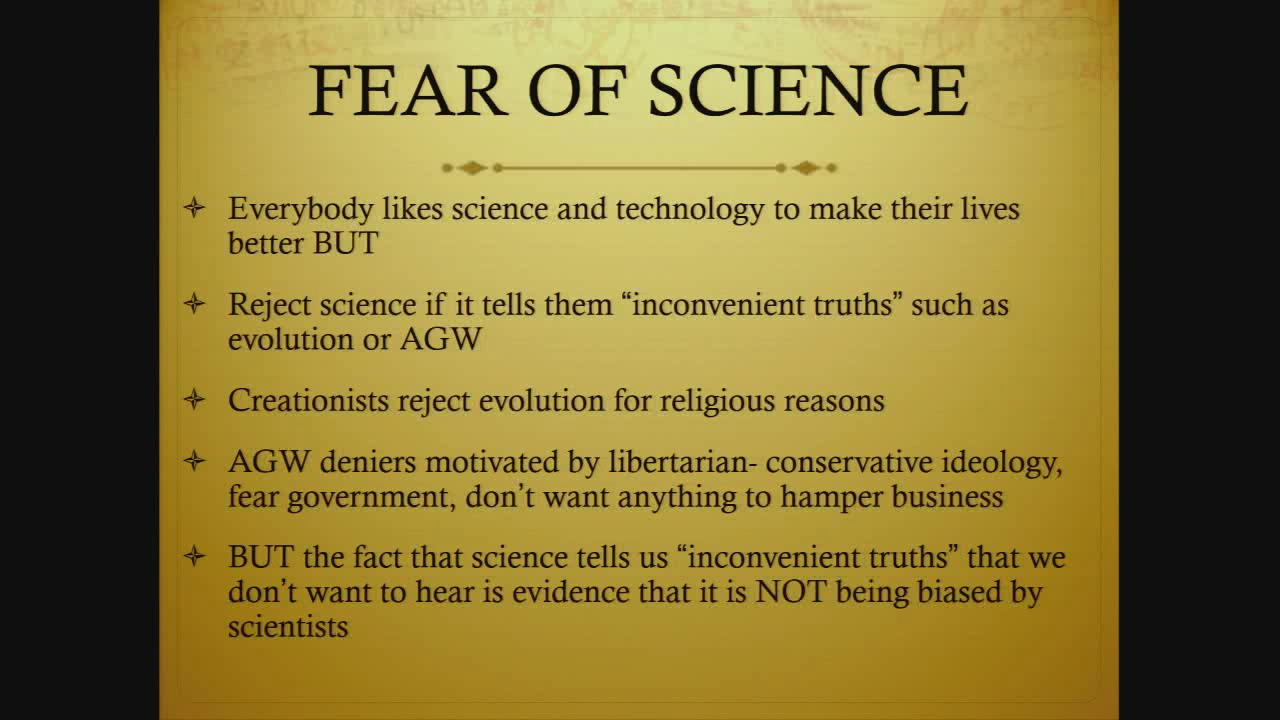 FEAR OF SCIENCE
Everybody likes science and technology to make their lives
better BUT
Reject science if it tells them “inconvenient truths” such as
evolution or AGW
Creationists reject evolution for religious reasons
AGW deniers motivated by libertarian- conservative ideology,
fear government, don’t want anything to hamper business
BUT the fact that science tells us “inconvenient truths” that we
don’t want to hear is evidence that it is NOT being biased by
scientists